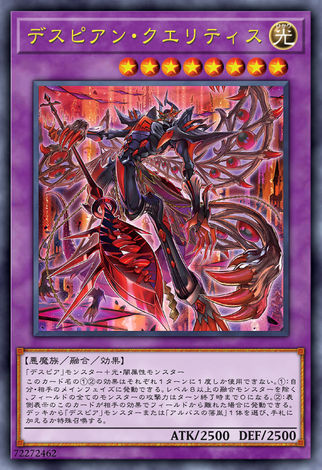 デスピアン・クエリティス
光
【悪魔族／融合／効果】
「デスピア」モンスター＋光・闇属性モンスター
このカード名の①②の効果はそれぞれ１ターンに１度しか使用できない。①：自
分・相手のメインフェイズに発動できる。レベル８以上の融合モンスターを除く、
フィールドの全てのモンスターの攻撃力はターン終了時まで０になる。②：表
側表示のこのカードが相手の効果でフィールドから離れた場合に発動できる。
デッキから「デスピア」モンスターまたは「アルバスの落胤」１体を選び、手札に
加えるか特殊召喚する。
ATK/2500 DEF/2500
72272462